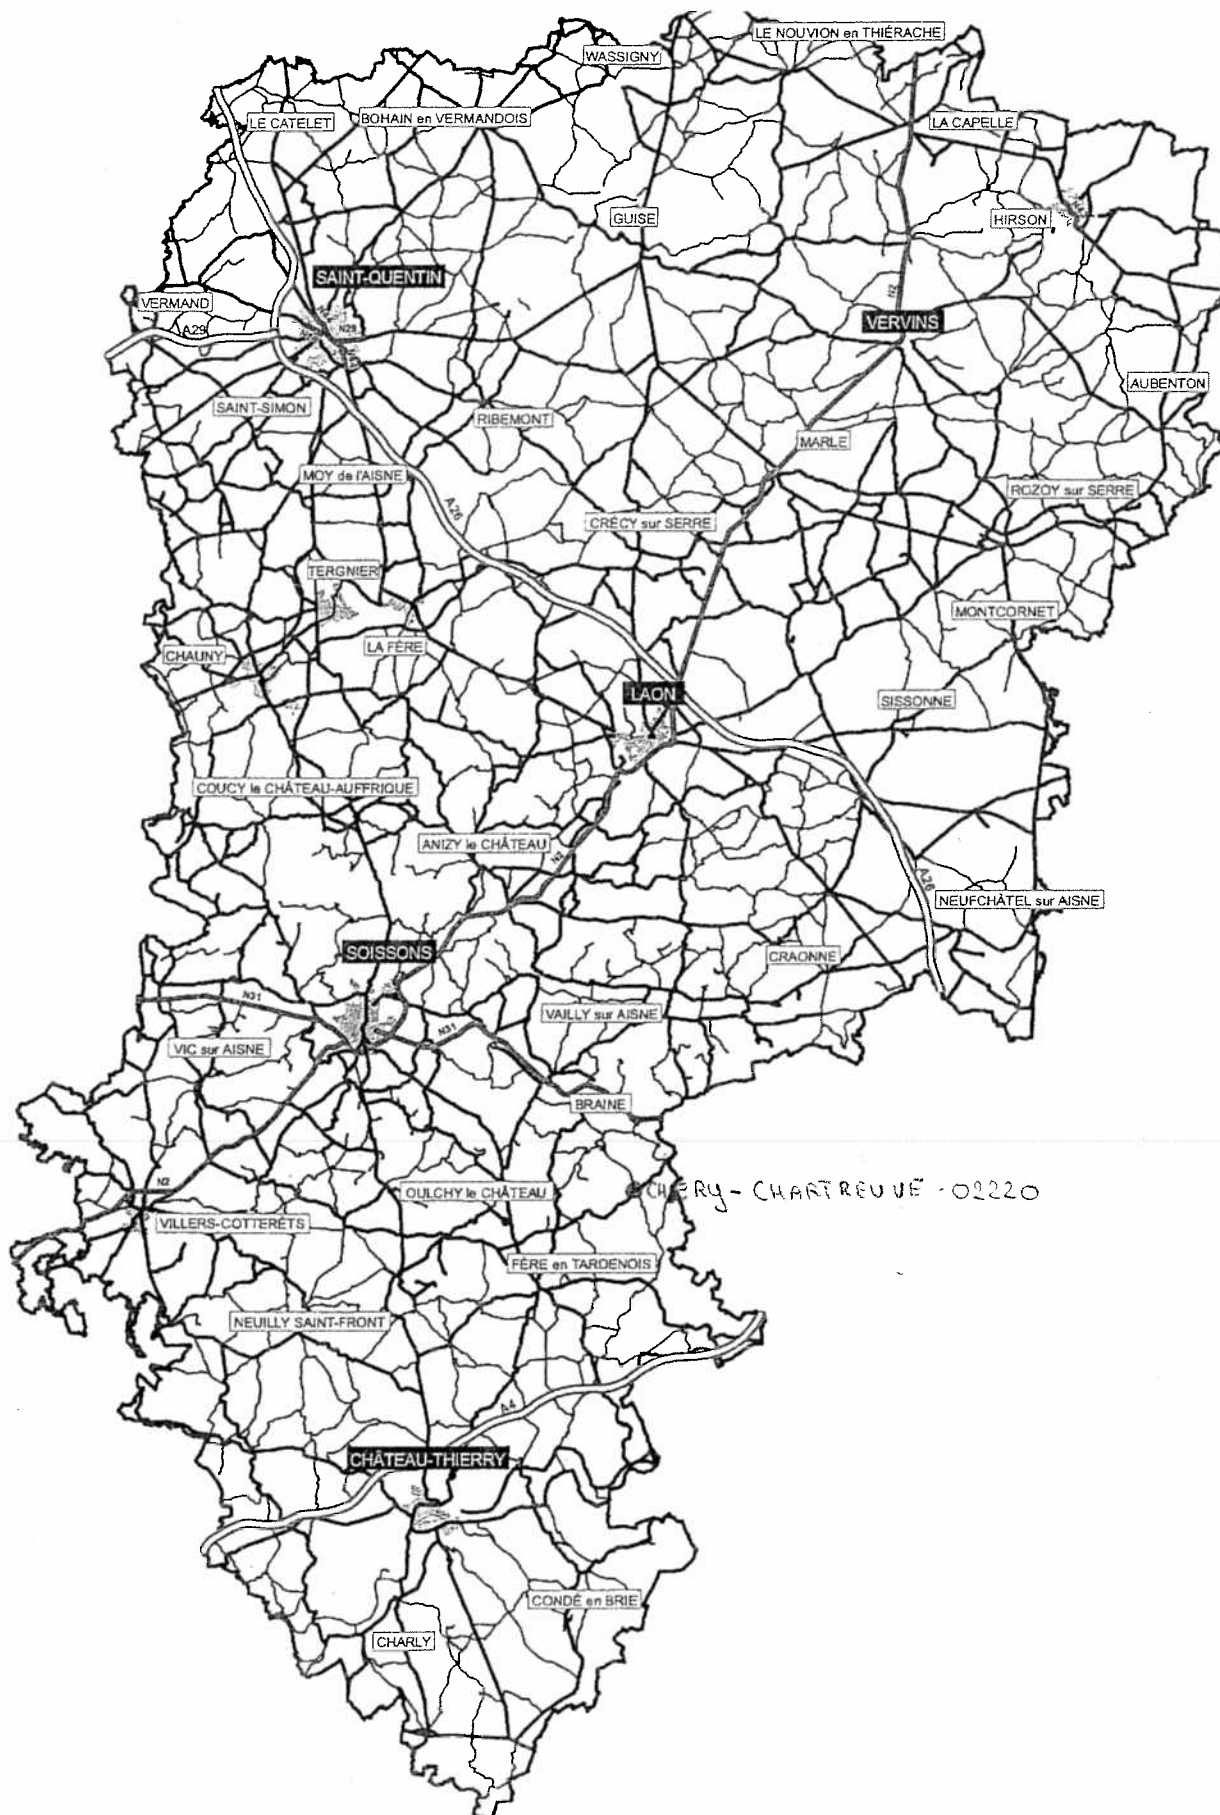 LE NOUVION en THIÉRACHE
WASSIGNY
LE CATELET
BOHAIN en VERMANDOIS
LA CAPELLE
GUISE
HIRSON
SAINT-QUENTIN
VERMAND
A29
N29
N2
VERVINS
AUBENTON
SAINT-SIMON
RIBEMONT
MARLE
MOY de l'AISNE
A26
ROZOY sur SERRE
CRÉCY sur SERRE
TERGNIER
MONTCORNET
LA FÈRE
CHAUNY
LAON
SISSONNE
COUCY le CHÂTEAU-AUFFRIQUE
ANIZY le CHÂTEAU
N2
A26
NEUFCHÂTEL sur AISNE
SOISSONS
CRAONNE
N31
VAILLY sur AISNE
N31
VIC sur AISNE
BRAINE
N2
OULCHY le CHÂTEAU
CHÉRY - CHARTREUVE - 02220
VILLERS-COTTERÊTS
FÈRE en TARDENOIS
NEUILLY SAINT-FRONT
A4
CHÂTEAU-THIERRY
CONDÉ en BRIE
CHARLY